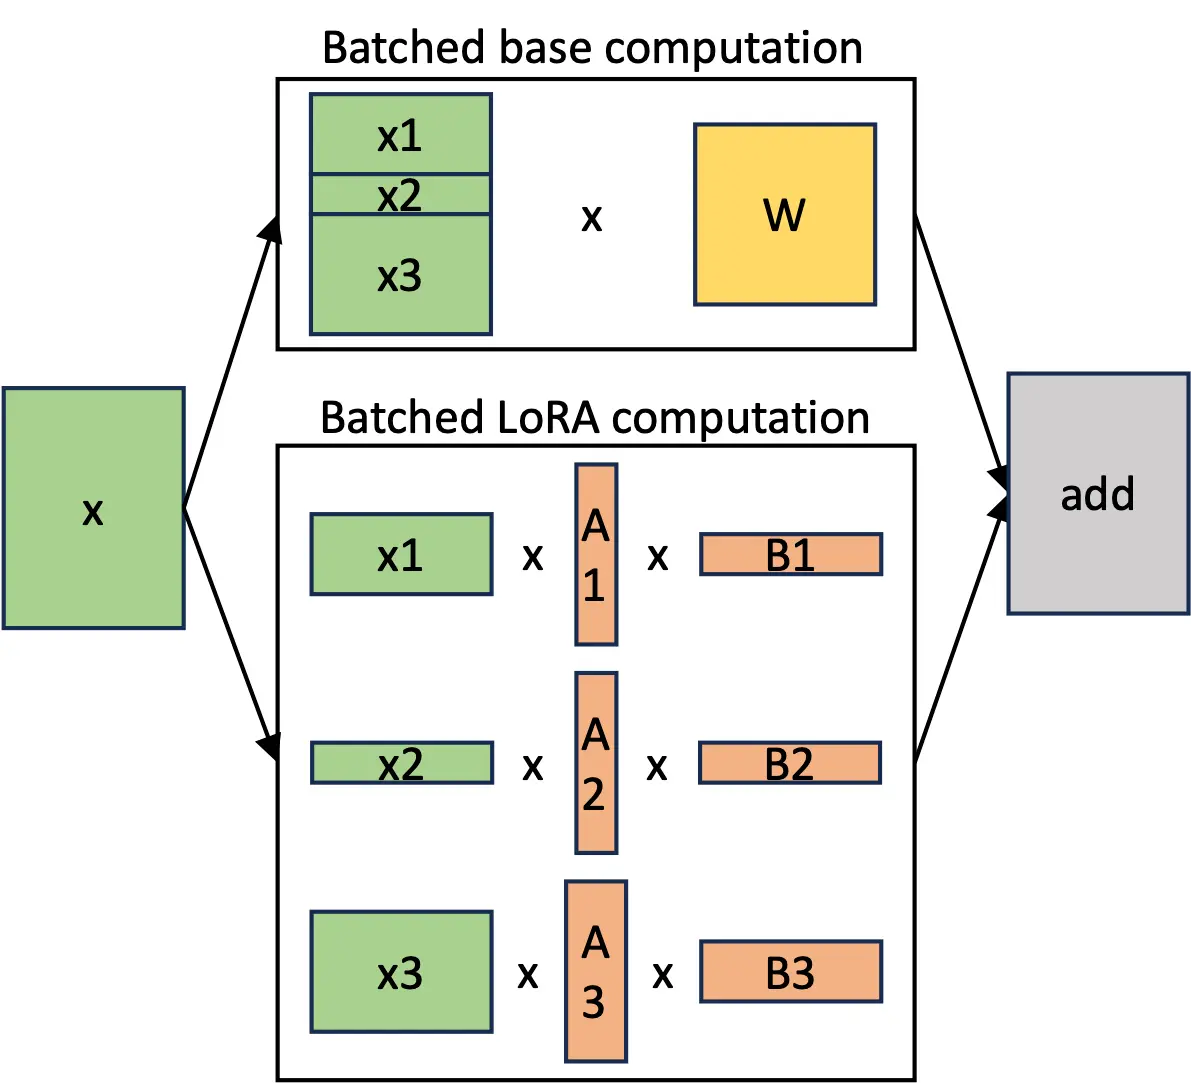 Batched base computation
x1
x2
x3
x
W
x
Batched LoRA computation
x1 x A 1 x B1
x2 x A 2 x B2
x3 x A 3 x B3
add